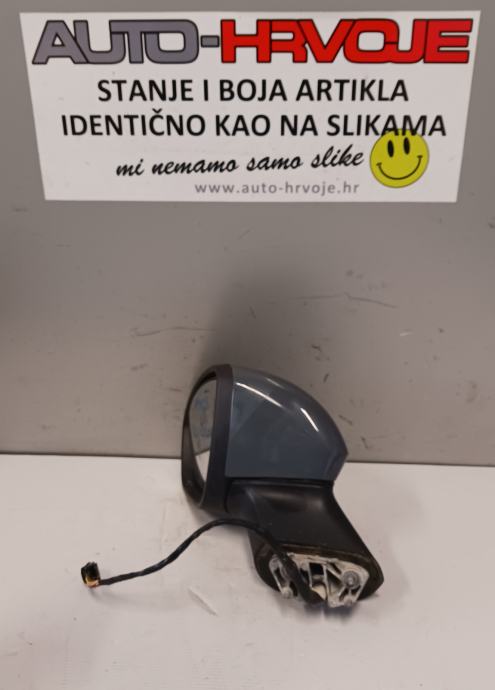 AUTO-HRVOJE
STANJE I BOJA ARTIKLA
IDENTIČNO KAO NA SLIKAMA
mi nemamo samo slike
www.auto-hrvoje.hr